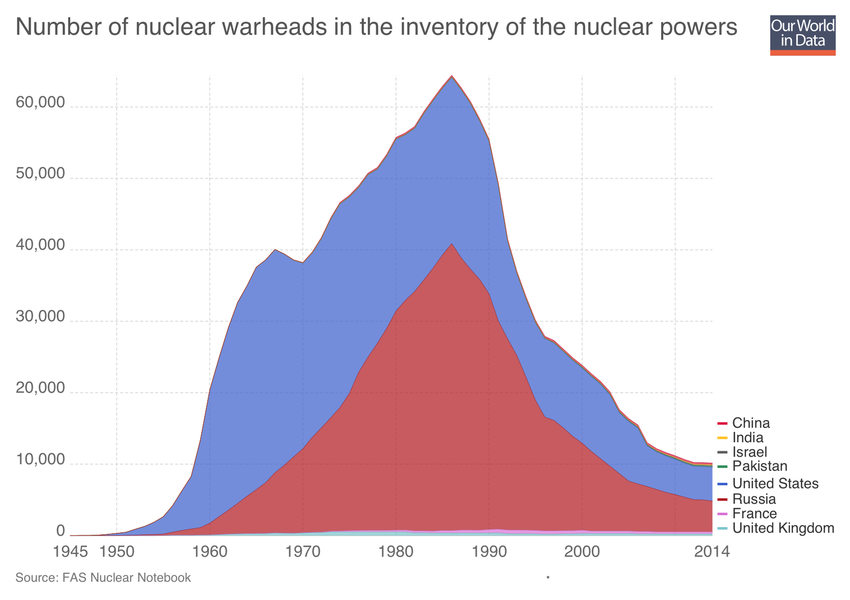 Number of nuclear warheads in the inventory of the nuclear powers
Our World
in Data
60,000
50,000
40,000
30,000
20,000
10,000
0
1945 1950 1960 1970 1980 1990 2000 2014
China
India
Israel
Pakistan
United States
Russia
France
United Kingdom
Source: FAS Nuclear Notebook